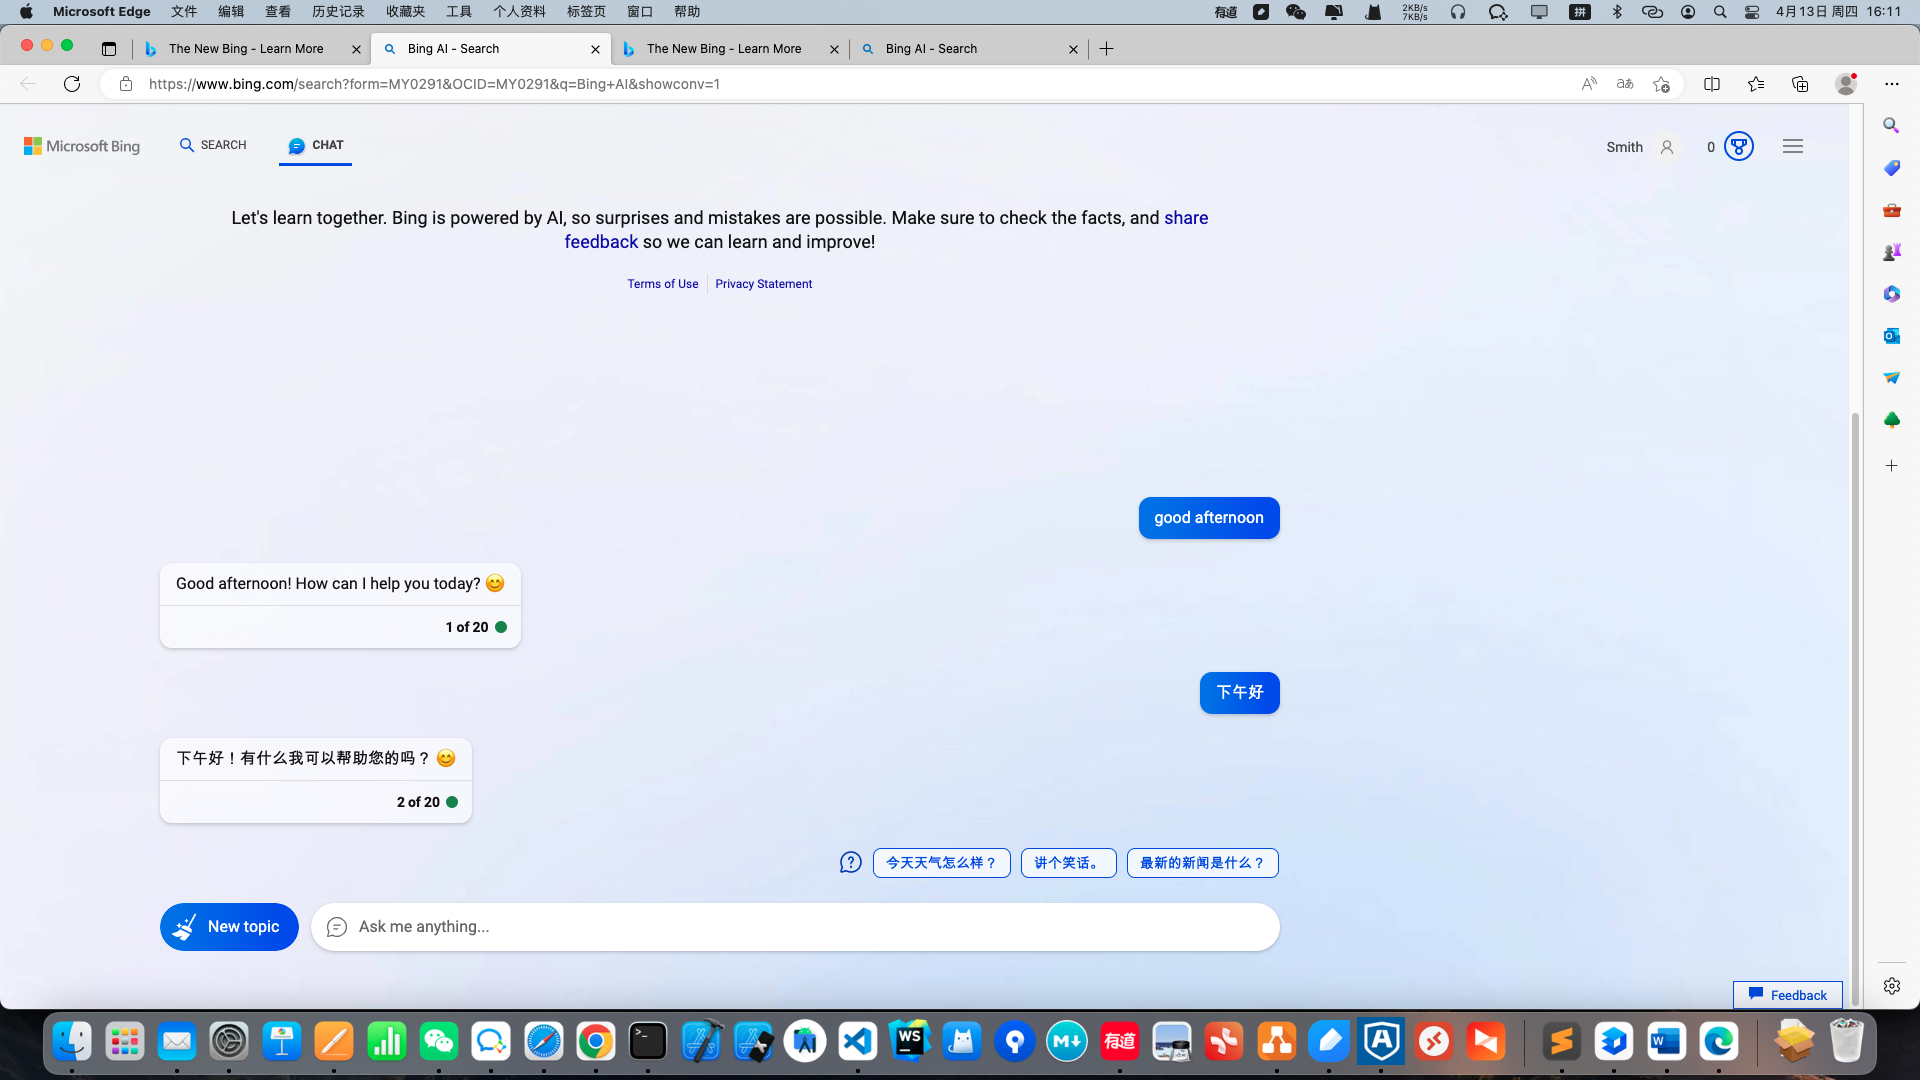 Microsoft Edge 文件 编辑 查看 历史记录 收藏夹 工具 个人资料 标签页 窗口 帮助 有道 2KB/s 7KB/s 拼 4月13日 周四 16:11
The New Bing - Learn More Bing AI - Search The New Bing - Learn More Bing AI - Search
https://www.bing.com/search?form=MY0291&OCID=MY0291&q=Bing+AI&showconv=1 A aあ
Microsoft Bing SEARCH CHAT Smith 0
Let's learn together. Bing is powered by AI, so surprises and mistakes are possible. Make sure to check the facts, and share
feedback so we can learn and improve!
Terms of Use Privacy Statement
good afternoon
Good afternoon! How can I help you today? 😊
1 of 20
下午好
下午好！有什么我可以帮助您的吗？ 😊
2 of 20
今天天气怎么样？ 讲个笑话。 最新的新闻是什么？
New topic Ask me anything...
Feedback
WS M 有道 A S W